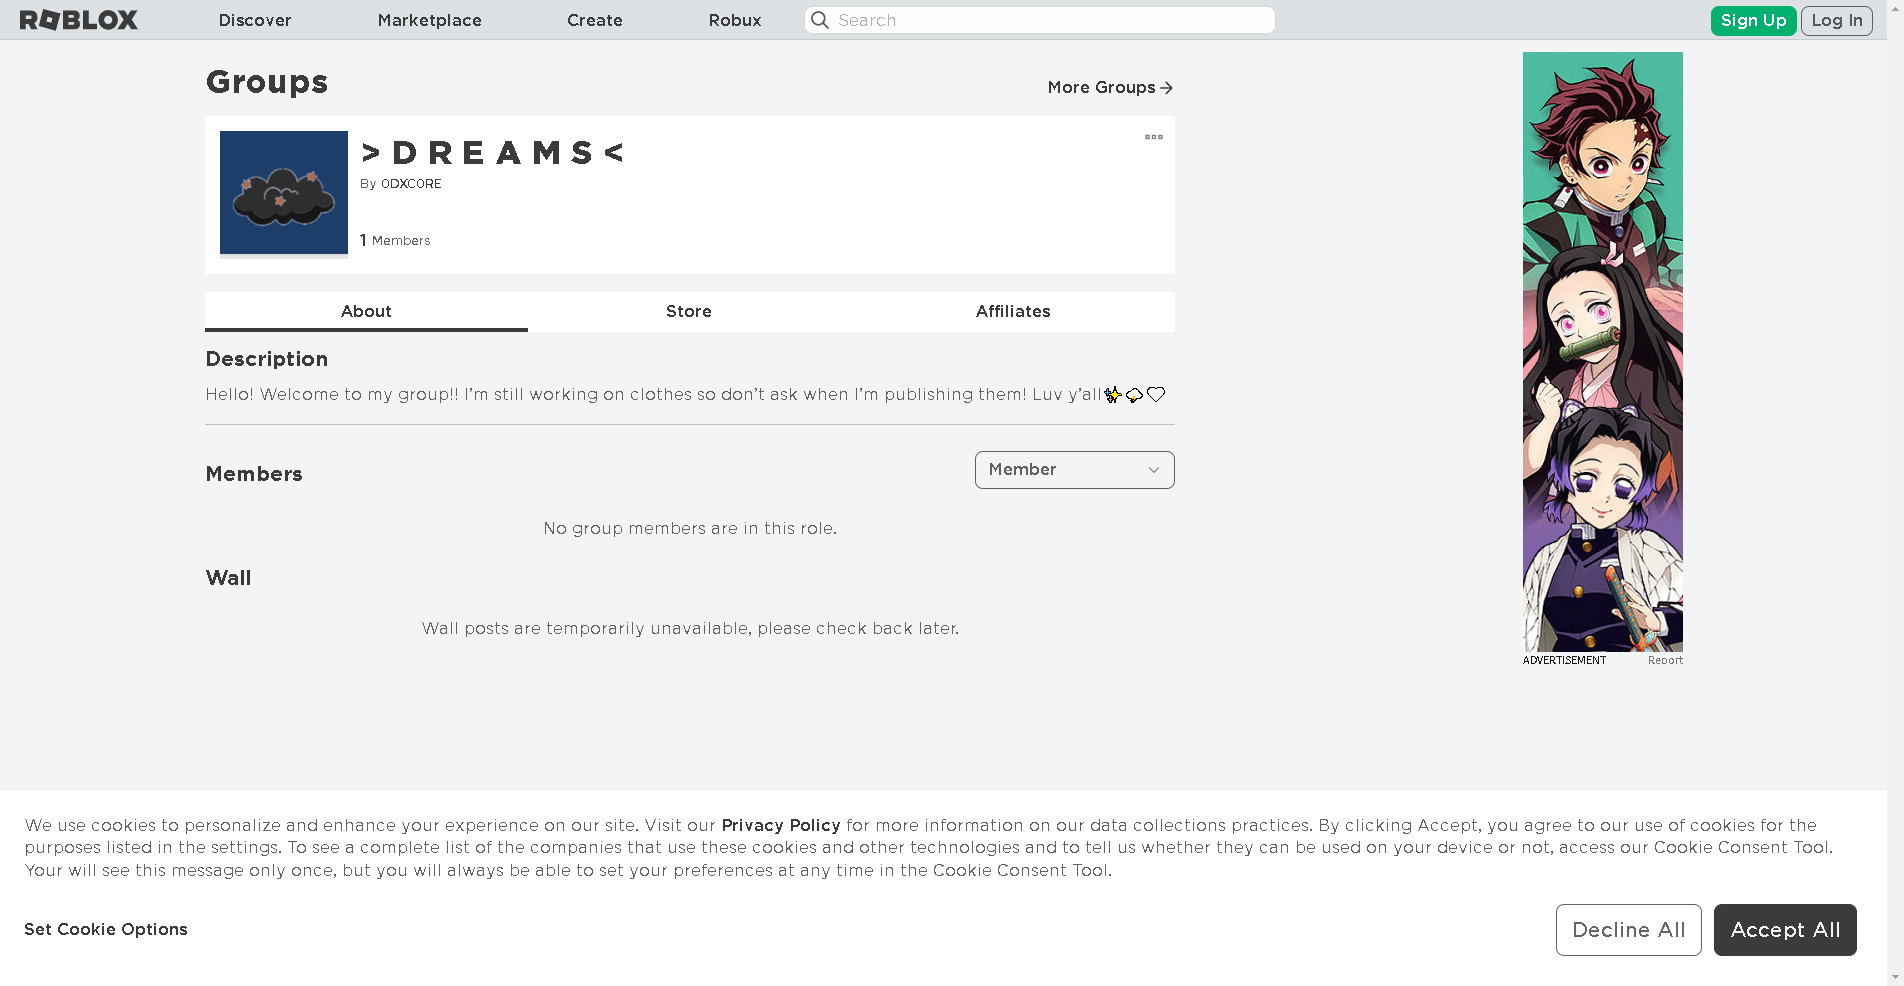 ROBLOX Discover Marketplace Create Robux Search Sign Up Log In
Groups
More Groups
> D R E A M S <
By 0DXC0RE
1 Members
About Store Affiliates
Description
Hello! Welcome to my group!! I'm still working on clothes so don't ask when I'm publishing them! Luv y'all✨🌩♡
Members
Member
No group members are in this role.
Wall
Wall posts are temporarily unavailable, please check back later.
ADVERTISEMENT Report
We use cookies to personalize and enhance your experience on our site. Visit our Privacy Policy for more information on our data collections practices. By clicking Accept, you agree to our use of cookies for the
purposes listed in the settings. To see a complete list of the companies that use these cookies and other technologies and to tell us whether they can be used on your device or not, access our Cookie Consent Tool.
Your will see this message only once, but you will always be able to set your preferences at any time in the Cookie Consent Tool.
Set Cookie Options
Decline All
Accept All